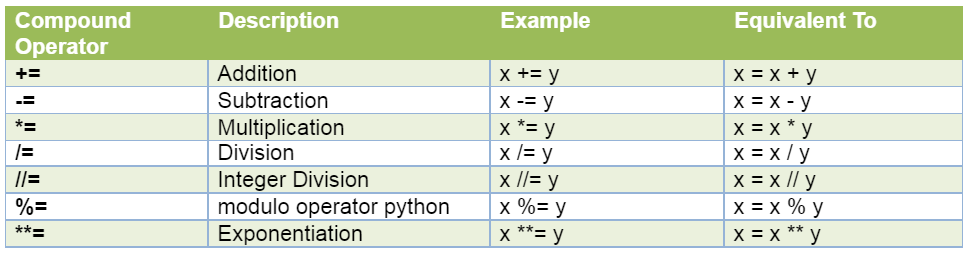 Compound Operator Description Example Equivalent To
+= Addition x += y x = x + y
-= Subtraction x -= y x = x - y
*= Multiplication x *= y x = x * y
/= Division x /= y x = x / y
//= Integer Division x //= y x = x // y
%= modulo operator python x %= y x = x % y
**= Exponentiation x **= y x = x ** y